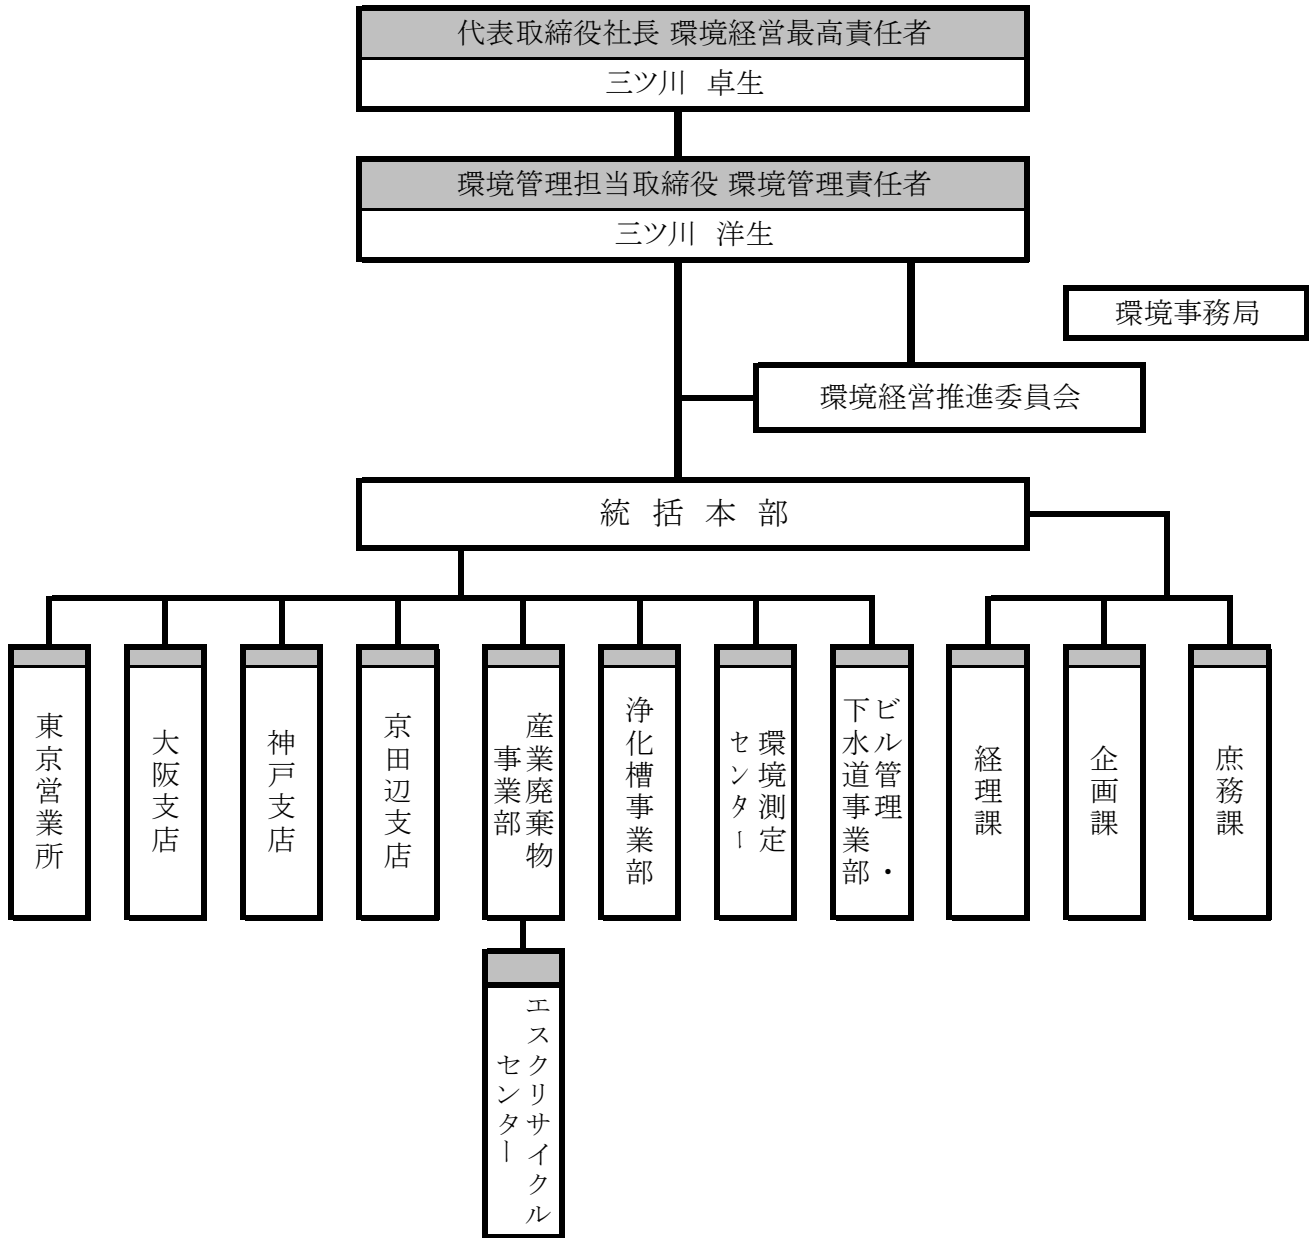 代表取締役社長 環境経営最高責任者
三ツ川 卓生
環境管理担当取締役 環境管理責任者
三ツ川 洋生
環境事務局
環境経営推進委員会
統 括 本 部
東京営業所
大阪支店
神戸支店
京田辺支店
産業廃棄物
事業部
浄化槽事業部
環境測定
センター
ビル管理・
下水道事業部
経理課
企画課
庶務課
エスクリサイクル
センター